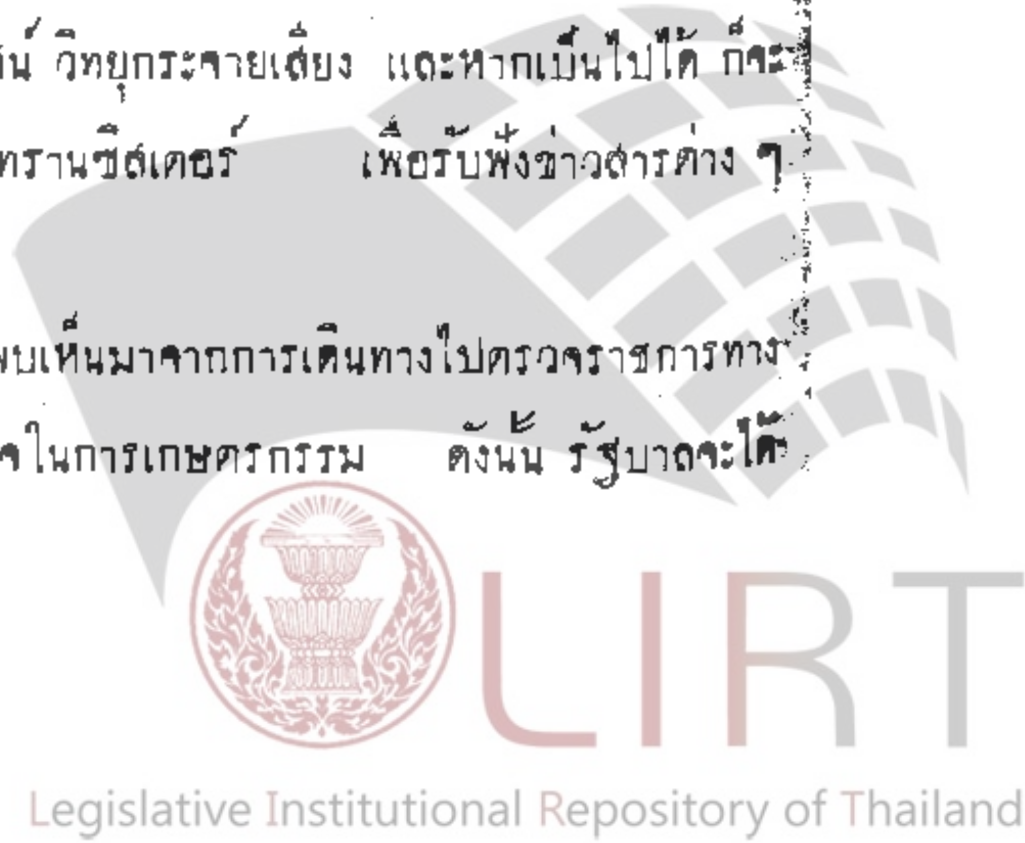 วิทยุกระจายเสียง และหากเป็นไปได้ ก็จะ
ทรานซิสเตอร์ เพื่อรับฟังข่าวสารต่าง ๆ
พบเห็นมาจากการเดินทางไปตรวจราชการทาง
ในการเกษตรกรรม ดังนั้น รัฐบาลจะได้
LIRT
Legislative Institutional Repository of Thailand